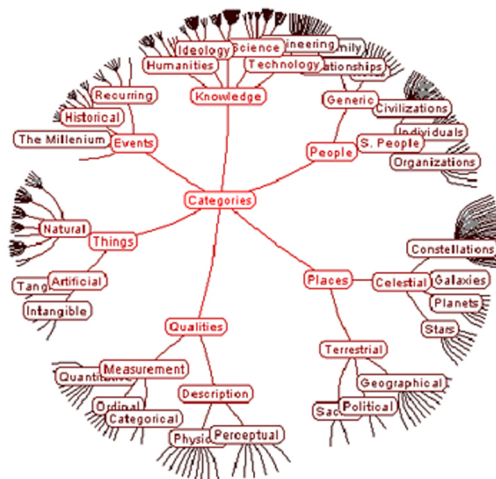 Ideology
Science
Humanities
Technology
Knowledge
Recurring
Historical
The Millenium
Events
Generic
Civilizations
S. People
Individuals
People
Organizations
Categories
Natural
Things
Artificial
Intangible
Places
Constellations
Celestial
Galaxies
Planets
Stars
Terrestrial
Geographical
Political
Qualities
Measurement
Ordinal
Categorical
Description
Perceptual